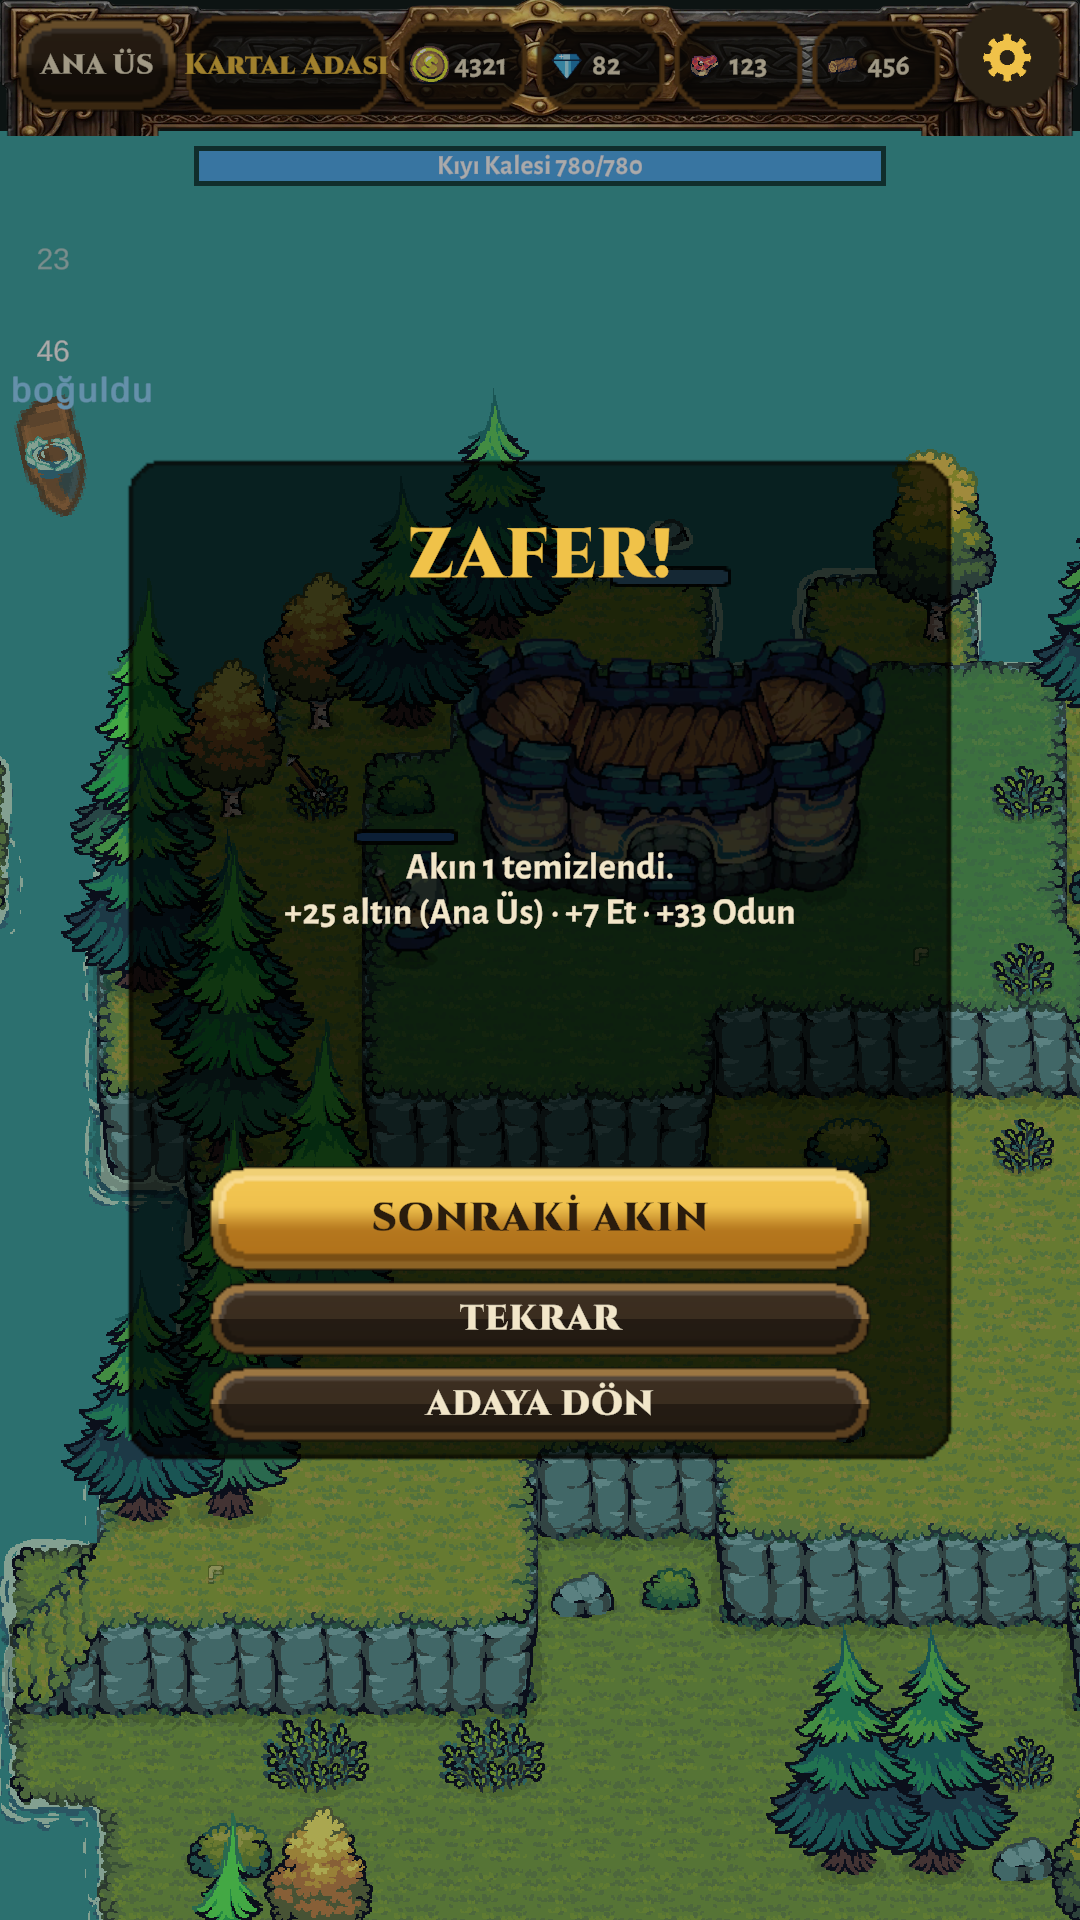 ANA ÜS
KARTAL ADASI
4321
82
123
456
Kıyı Kalesi 780/780
23
46
boğuldu
ZAFER!
Akın 1 temizlendi.
+25 altın (Ana Üs) · +7 Et · +33 Odun
SONRAKİ AKIN
TEKRAR
ADAYA DÖN